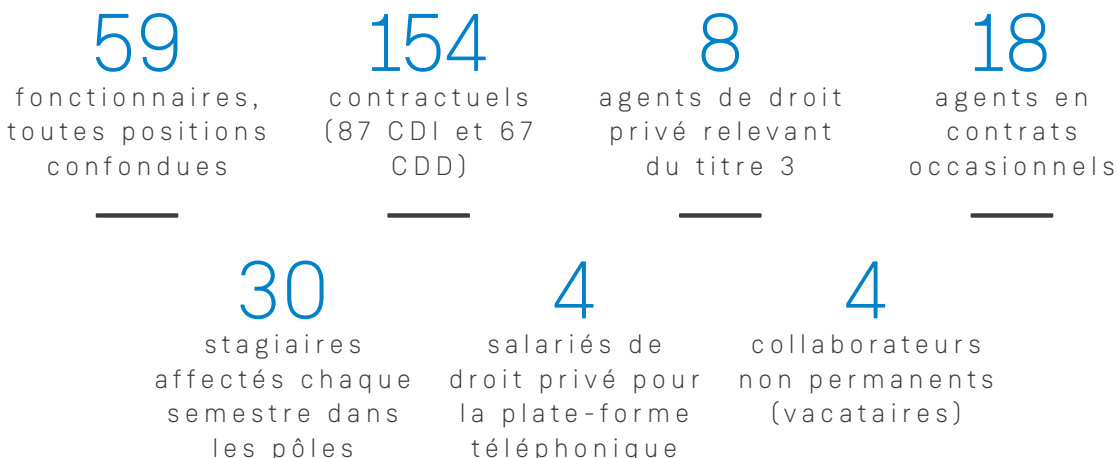 59
fonctionnaires,
toutes positions
confondues
154
contractuels
(87 CDI et 67
CDD)
8
agents de droit
privé relevant
du titre 3
18
agents en
contrats
occasionnels
30
stagiaires
affectés chaque
semestre dans
les pôles
4
salariés de
droit privé pour
la plate-forme
téléphonique
4
collaborateurs
non permanents
(vacataires)